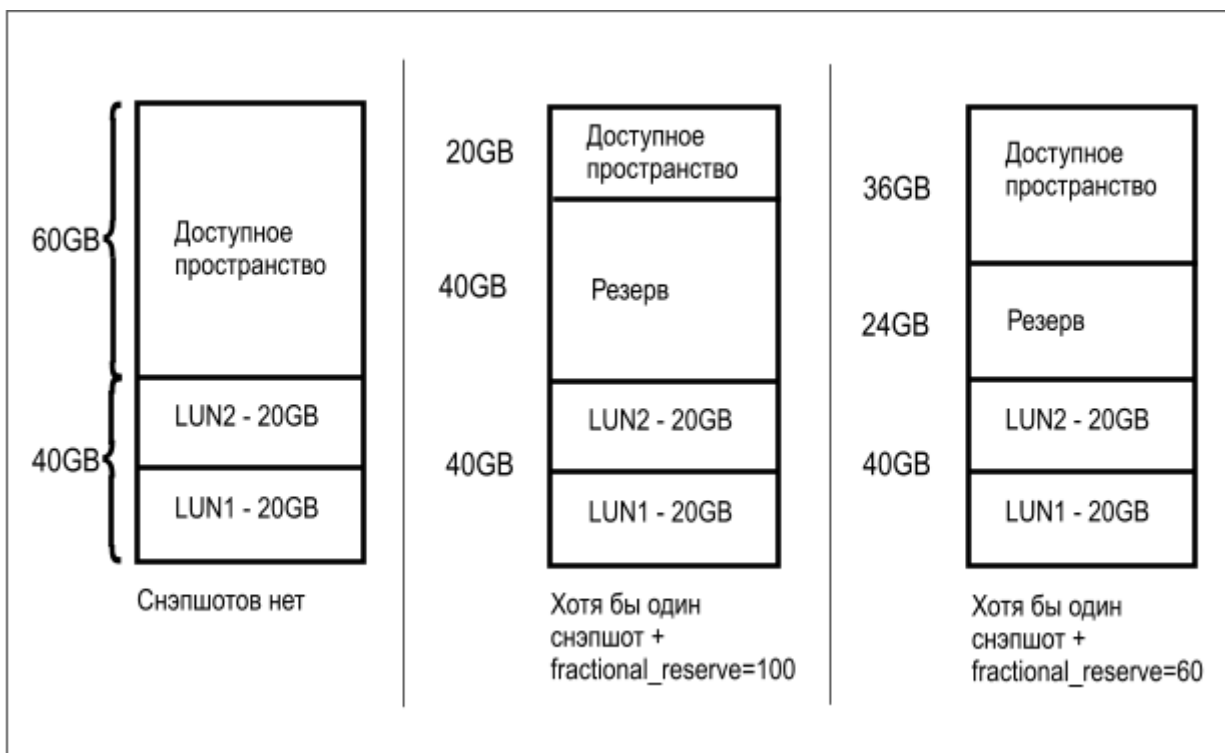 60GB
Доступное
пространство
40GB
LUN2 - 20GB
LUN1 - 20GB
Снэпшотов нет
20GB
Доступное
пространство
40GB
Резерв
40GB
LUN2 - 20GB
LUN1 - 20GB
Хотя бы один
снэпшот +
fractional_reserve=100
36GB
Доступное
пространство
24GB
Резерв
40GB
LUN2 - 20GB
LUN1 - 20GB
Хотя бы один
снэпшот +
fractional_reserve=60